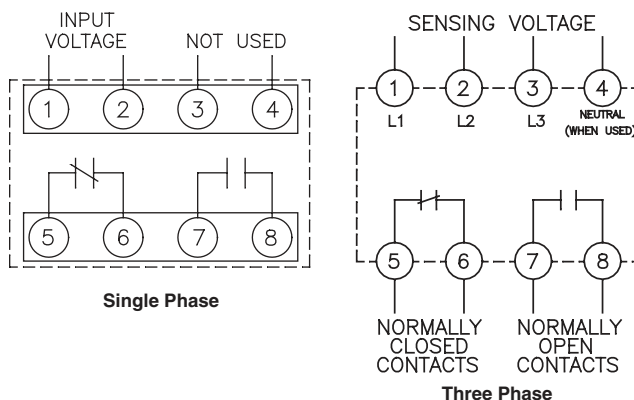 INPUT
VOLTAGE
NOT USED
1
2
3
4
5
6
7
8
Single Phase
SENSING VOLTAGE
1
2
3
4
L1
L2
L3
NEUTRAL
(WHEN USED)
5
6
7
8
NORMALLY
CLOSED
CONTACTS
NORMALLY
OPEN
CONTACTS
Three Phase